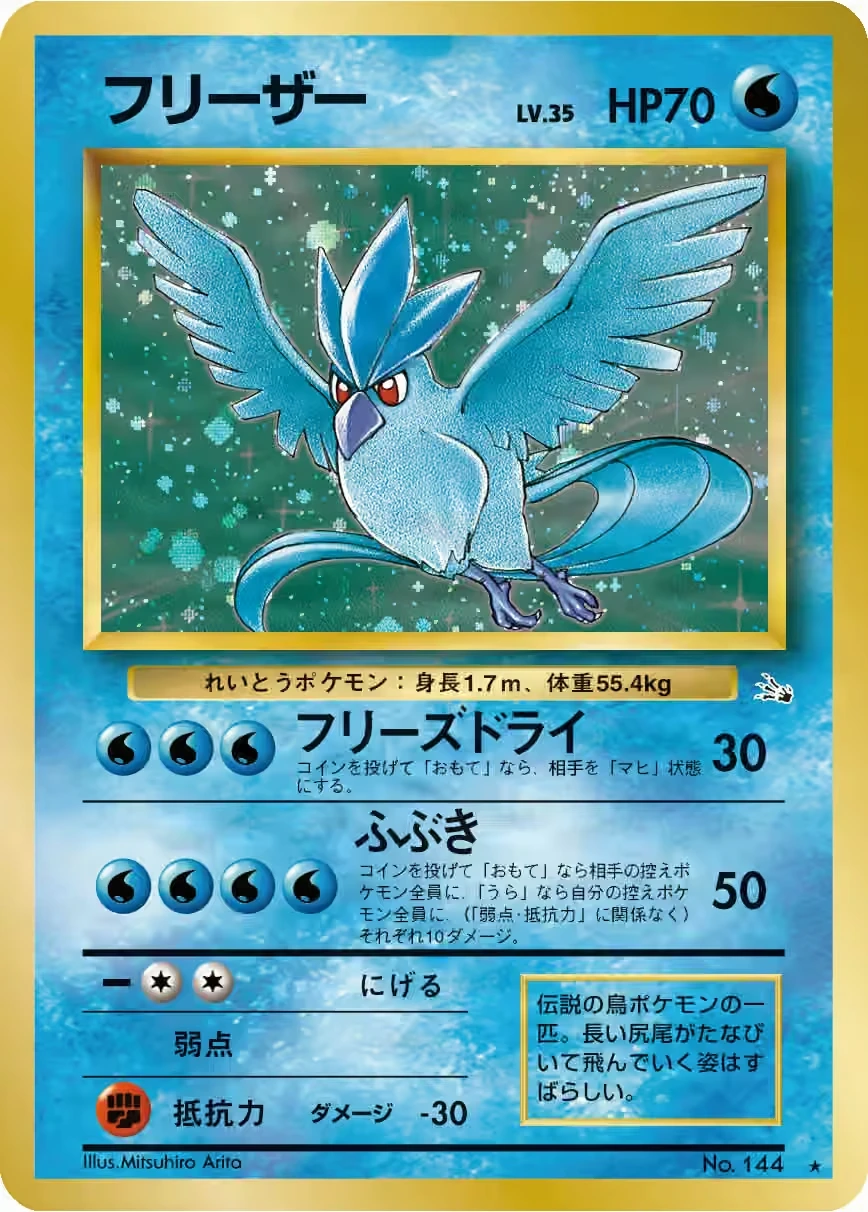 フリーザー LV.35 HP70
れいとうポケモン：身長1.7m、体重55.4kg
フリーズドライ 30
コインを投げて「おもて」なら、相手を「マヒ」状態
にする。
ふぶき 50
コインを投げて「おもて」なら相手の控えポ
ケモン全員に、「うら」なら自分の控えポケ
モン全員に、（「弱点・抵抗力」に関係なく）
それぞれ10ダメージ。
にげる
弱点
抵抗力 ダメージ -30
伝説の鳥ポケモンの一
匹。長い尻尾がたなび
いて飛んでいく姿はす
ばらしい。
Illus.Mitsuhiro Arita No. 144 ★